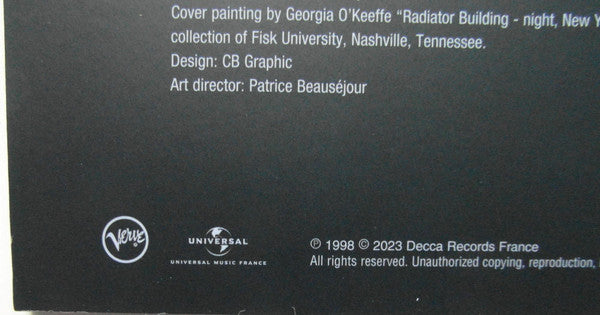 Cover painting by Georgia O'Keeffe “Radiator Building - night, New Y
collection of Fisk University, Nashville, Tennessee.
Design: CB Graphic
Art director: Patrice Beauséjour
Verve
UNIVERSAL
UNIVERSAL MUSIC FRANCE
℗ 1998 © 2023 Decca Records France
All rights reserved. Unauthorized copying, reproduction,